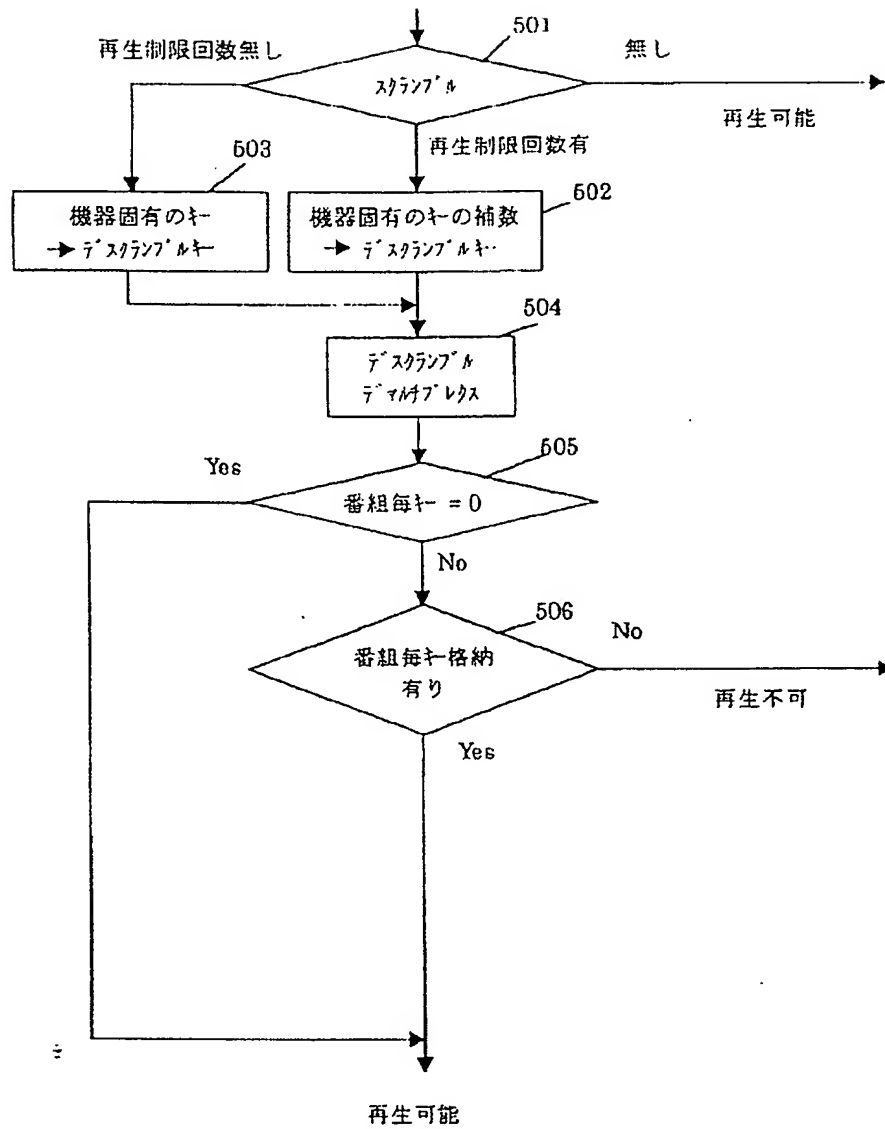 501
再生制限回数無し
無し
スクランブル
再生可能
再生制限回数有
503
502
機器固有のキー
→ デスクランブルキー
機器固有のキーの補数
→ デスクランブルキー
504
デスクランブル
デマルチプレクス
505
Yes
番組毎キー = 0
No
506
No
番組毎キー格納
有り
再生不可
Yes
再生可能